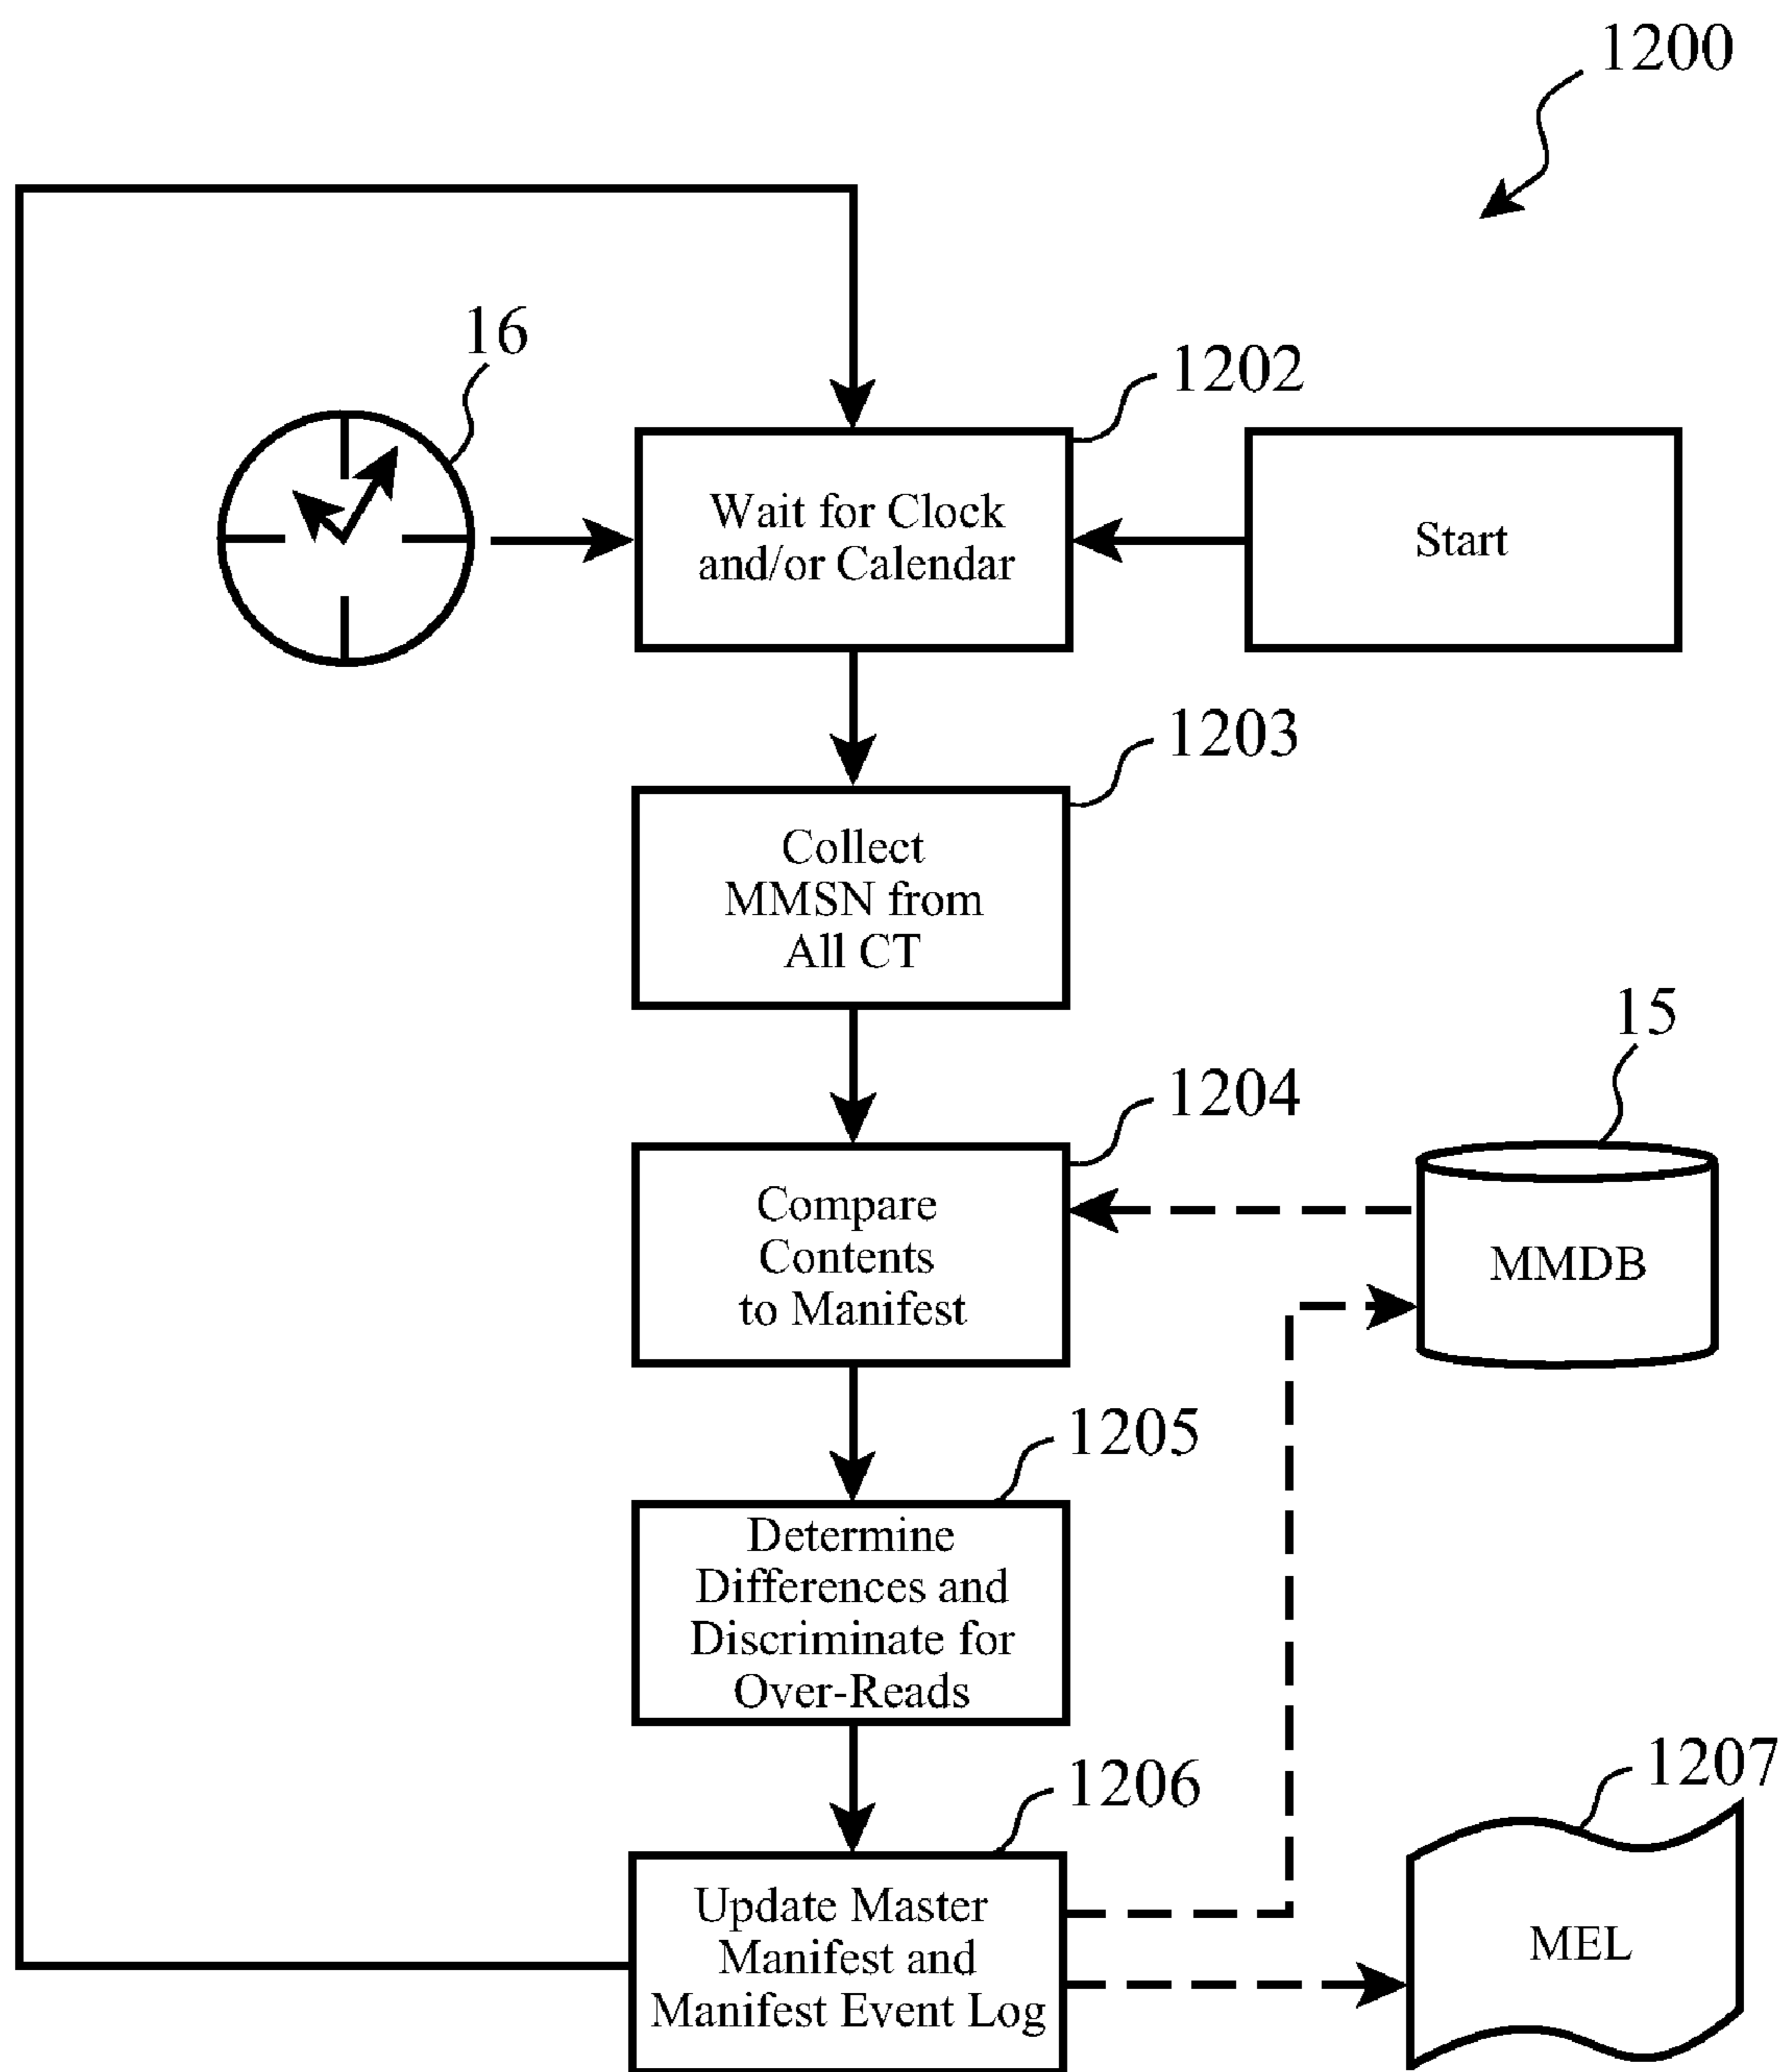 1200
16
1202
Wait for Clock
and/or Calendar
Start
1203
Collect
MMSN from
All CT
15
1204
Compare
Contents
to Manifest
MMDB
1205
Determine
Differences and
Discriminate for
Over-Reads
1206
1207
Update Master
Manifest and
Manifest Event Log
MEL